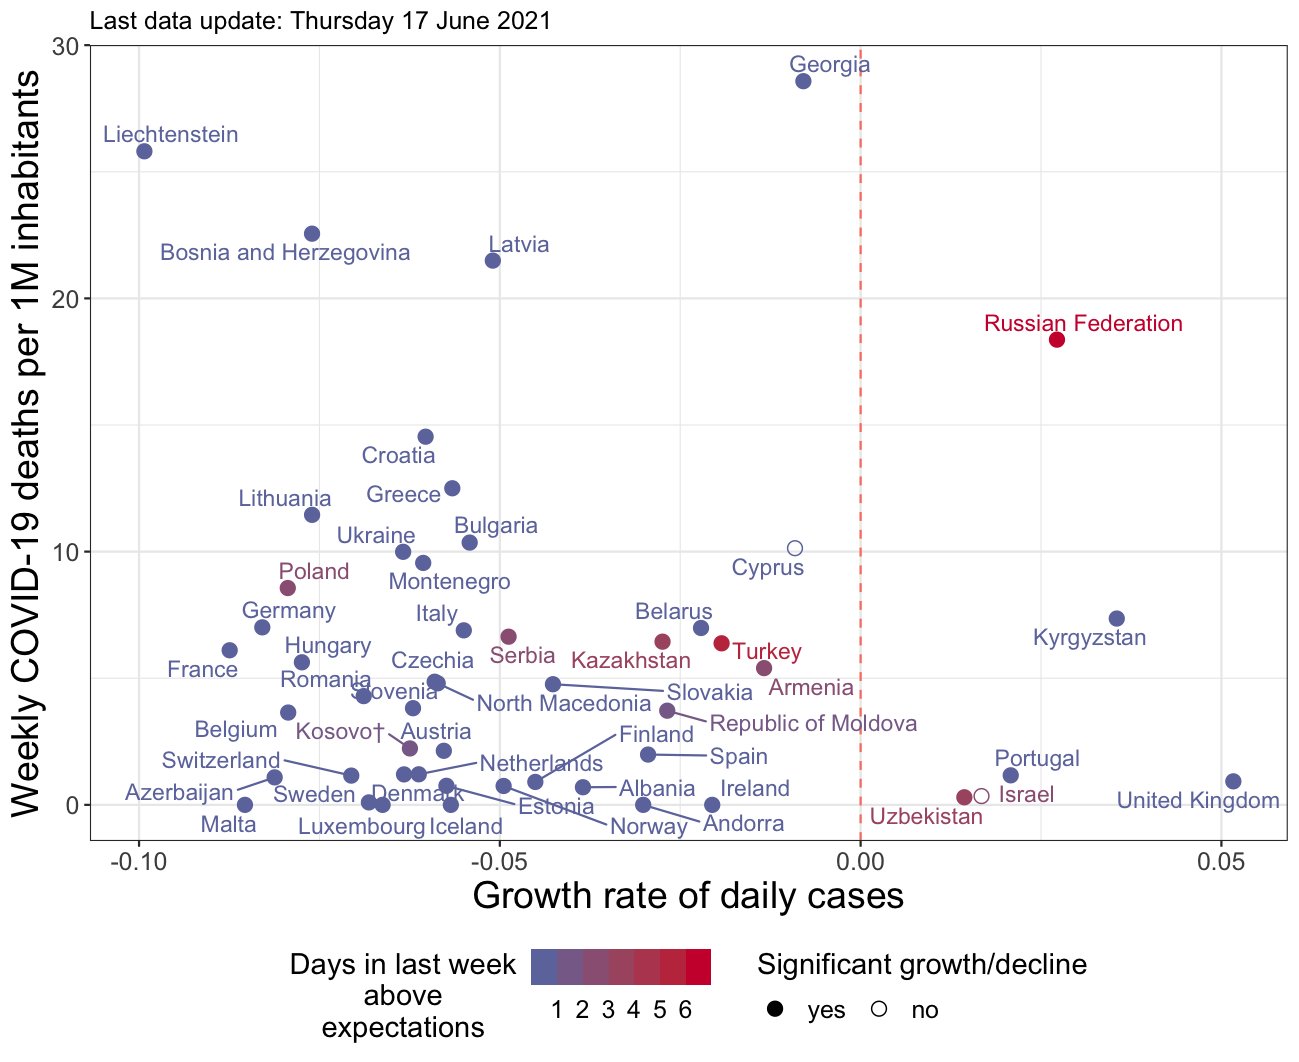 Last data update: Thursday 17 June 2021
Weekly COVID-19 deaths per 1M inhabitants
30
20
10
0
Georgia
Liechtenstein
Latvia
Bosnia and Herzegovina
Russian Federation
Croatia
Greece
Lithuania
Bulgaria
Ukraine
Cyprus
Poland
Montenegro
Germany
Italy
Belarus
Kyrgyzstan
Hungary
Turkey
Serbia
Czechia
Kazakhstan
France
Romania
Armenia
Slovenia
Slovakia
North Macedonia
Republic of Moldova
Belgium
Kosovo†
Austria
Finland
Spain
Portugal
Switzerland
Netherlands
Azerbaijan
Sweden
Denmark
Albania
Ireland
Israel
United Kingdom
Estonia
Uzbekistan
Malta
Luxembourg
Iceland
Norway
Andorra
-0.10
-0.05
0.00
0.05
Growth rate of daily cases
Days in last week
above
expectations
1 2 3 4 5 6
Significant growth/decline
yes
no